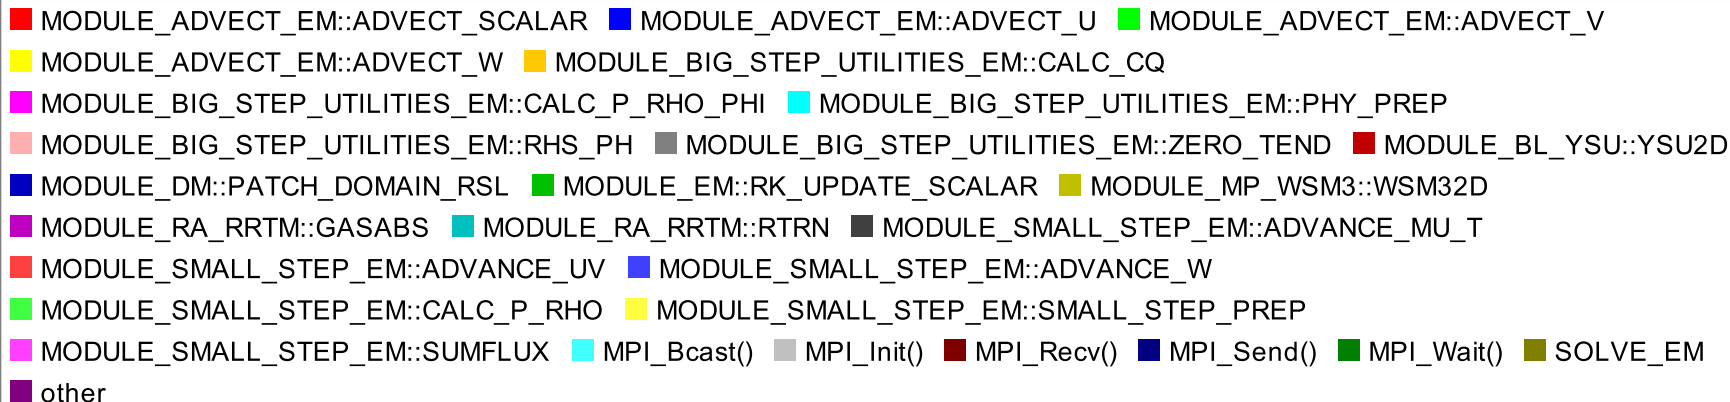 MODULE_ADVECT_EM::ADVECT_SCALAR MODULE_ADVECT_EM::ADVECT_U MODULE_ADVECT_EM::ADVECT_V
MODULE_ADVECT_EM::ADVECT_W MODULE_BIG_STEP_UTILITIES_EM::CALC_CQ
MODULE_BIG_STEP_UTILITIES_EM::CALC_P_RHO_PHI MODULE_BIG_STEP_UTILITIES_EM::PHY_PREP
MODULE_BIG_STEP_UTILITIES_EM::RHS_PH MODULE_BIG_STEP_UTILITIES_EM::ZERO_TEND MODULE_BL_YSU::YSU2D
MODULE_DM::PATCH_DOMAIN_RSL MODULE_EM::RK_UPDATE_SCALAR MODULE_MP_WSM3::WSM32D
MODULE_RA_RRTM::GASABS MODULE_RA_RRTM::RTRN MODULE_SMALL_STEP_EM::ADVANCE_MU_T
MODULE_SMALL_STEP_EM::ADVANCE_UV MODULE_SMALL_STEP_EM::ADVANCE_W
MODULE_SMALL_STEP_EM::CALC_P_RHO MODULE_SMALL_STEP_EM::SMALL_STEP_PREP
MODULE_SMALL_STEP_EM::SUMFLUX MPI_Bcast() MPI_Init() MPI_Recv() MPI_Send() MPI_Wait() SOLVE_EM
other